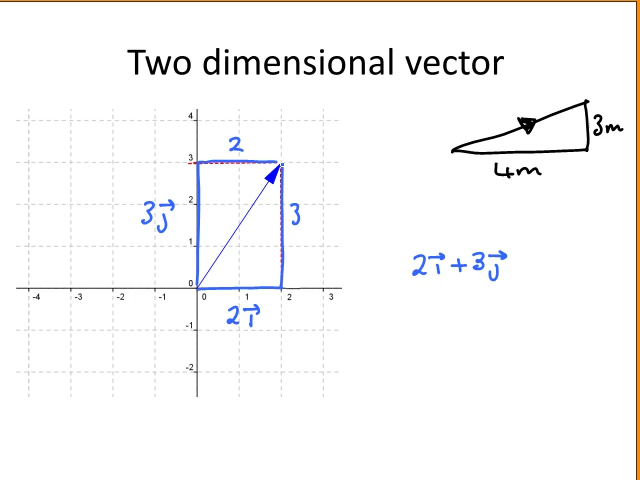 Two dimensional vector
4
3
2
1
0
-1
-2
-4 -3 -2 -1 0 1 2 3
2
3j⃗
3
2i⃗
3m
4m
2i⃗ + 3j⃗